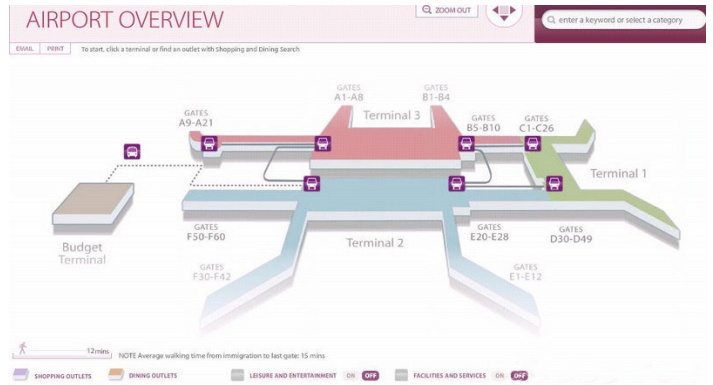 AIRPORT OVERVIEW
ZOOM OUT
enter a keyword or select a category
EMAIL PRINT To start, click a terminal or find an outlet with Shopping and Dining Search
GATES
A1-A8
GATES
B1-B4
GATES
A9-A21
Terminal 3
GATES
B5-B10
GATES
C1-C26
Terminal 1
Budget
Terminal
GATES
F50-F60
Terminal 2
GATES
E20-E28
GATES
D30-D49
GATES
F30-F42
GATES
E1-E12
12mins NOTE Average walking time from immigration to last gate: 15 mins
SHOPPING OUTLETS DINING OUTLETS LEISURE AND ENTERTAINMENT ON OFF FACILITIES AND SERVICES ON OFF